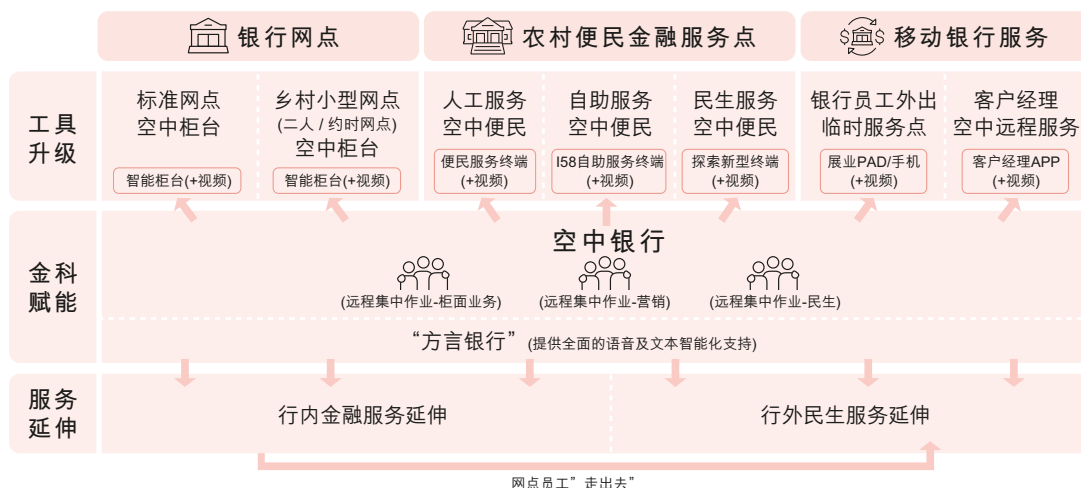 银行网点
农村便民金融服务点
移动银行服务
工具
升级
标准网点
空中柜台
智能柜台(+视频)
乡村小型网点
(二人 / 约时网点)
空中柜台
智能柜台(+视频)
人工服务
空中便民
便民服务终端
(+视频)
自助服务
空中便民
I58自助服务终端
(+视频)
民生服务
空中便民
探索新型终端
(+视频)
银行员工外出
临时服务点
展业PAD/手机
(+视频)
客户经理
空中远程服务
客户经理APP
(+视频)
金科
赋能
空中银行
(远程集中作业-柜面业务)
(远程集中作业-营销)
(远程集中作业-民生)
“方言银行” (提供全面的语音及文本智能化支持)
服务
延伸
行内金融服务延伸
行外民生服务延伸
网点员工”走出去”